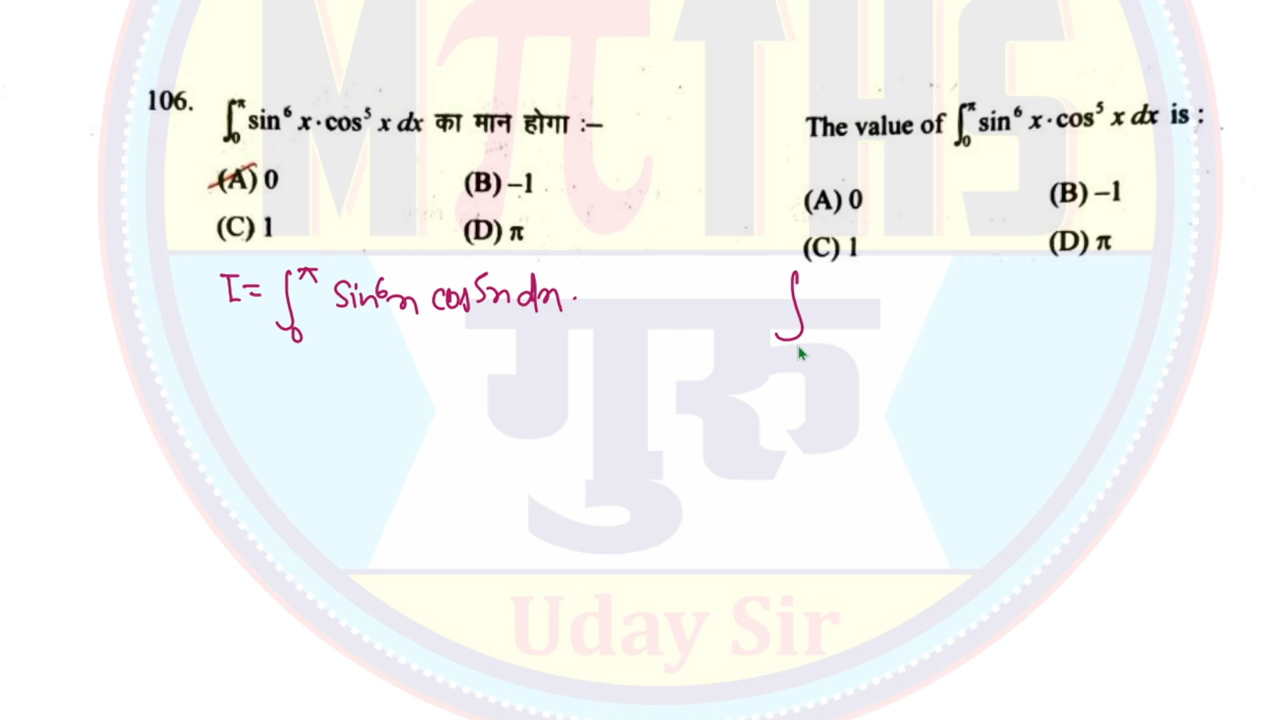 MπTHS
106. ∫₀^π sin⁶ x·cos⁵ x dx का मान होगा :–
(A) 0 (B) –1
(C) 1 (D) π
The value of ∫₀^π sin⁶ x·cos⁵ x dx is :
(A) 0 (B) –1
(C) 1 (D) π
I= ∫₀^π sin⁶x cos⁵x dx.
∫
गुरु
Uday Sir